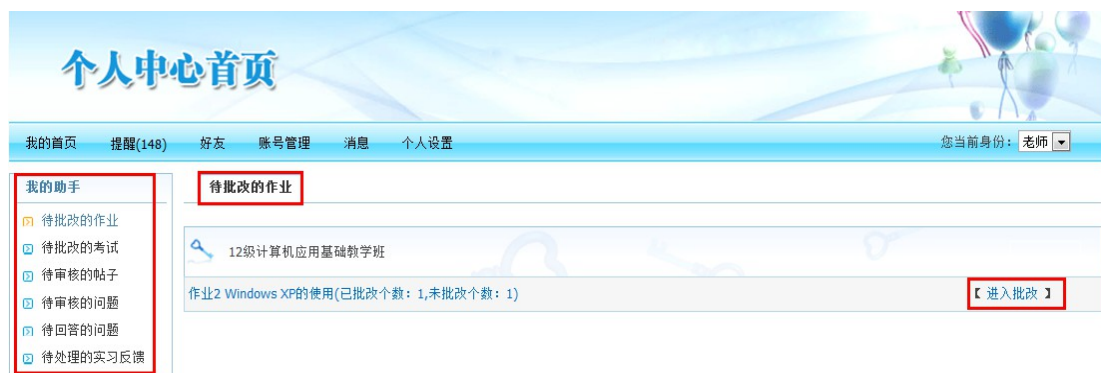 个人中心首页
我的首页 提醒(148) 好友 账号管理 消息 个人设置 您当前身份: 老师
我的助手
待批改的作业
待批改的考试
待审核的帖子
待审核的问题
待回答的问题
待处理的实习反馈
待批改的作业
12级计算机应用基础教学班
作业2 Windows XP的使用(已批改个数: 1,未批改个数: 1) 【 进入批改 】